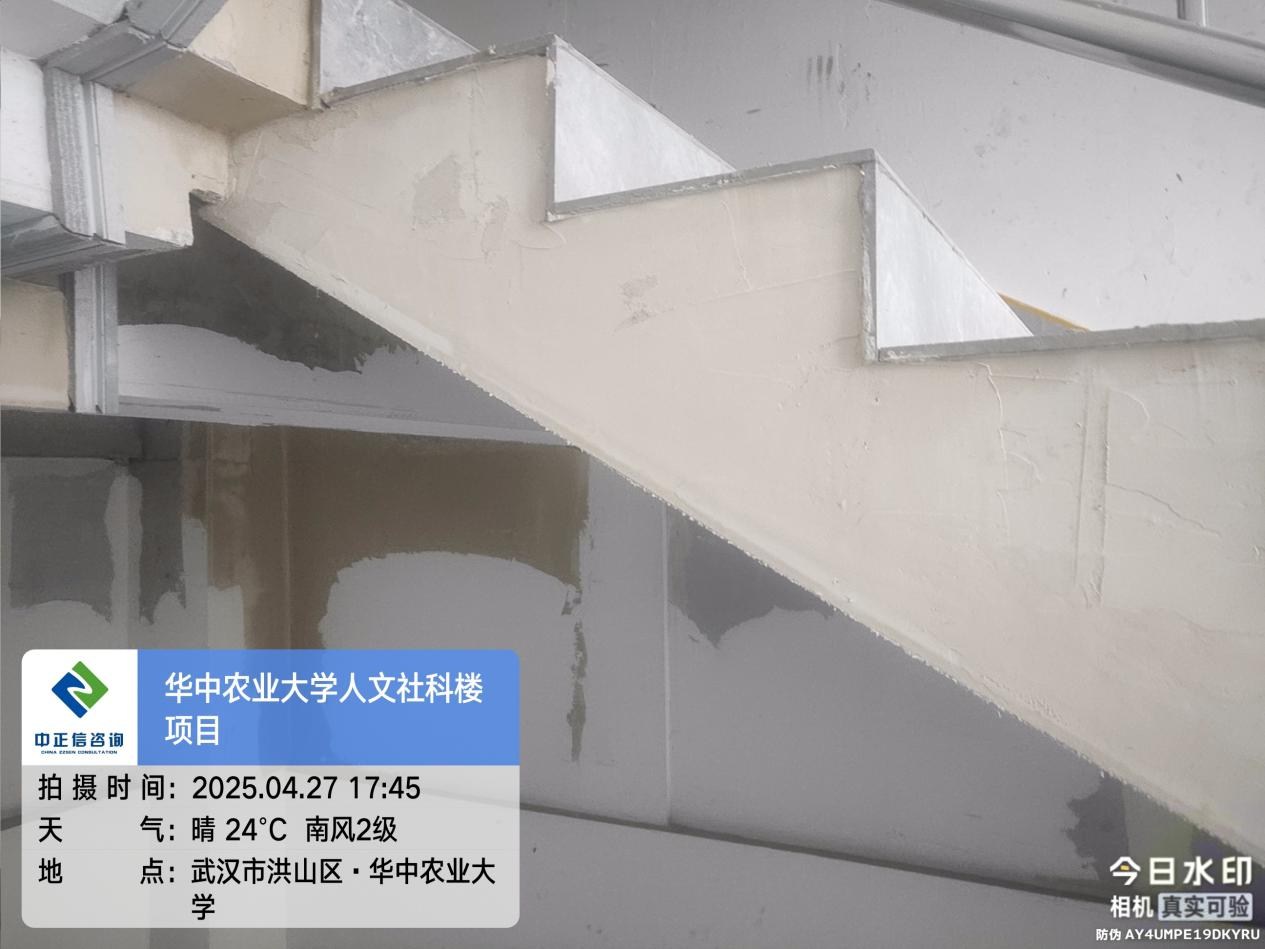 华中农业大学人文社科楼
项目
中正信咨询
CHINA ZZSIN CONSULTATION
拍摄时间：2025.04.27 17:45
天气：晴 24℃ 南风2级
地点：武汉市洪山区·华中农业大
学
今日水印
相机 真实可验
防伪 AY4UMPE19DKYRU